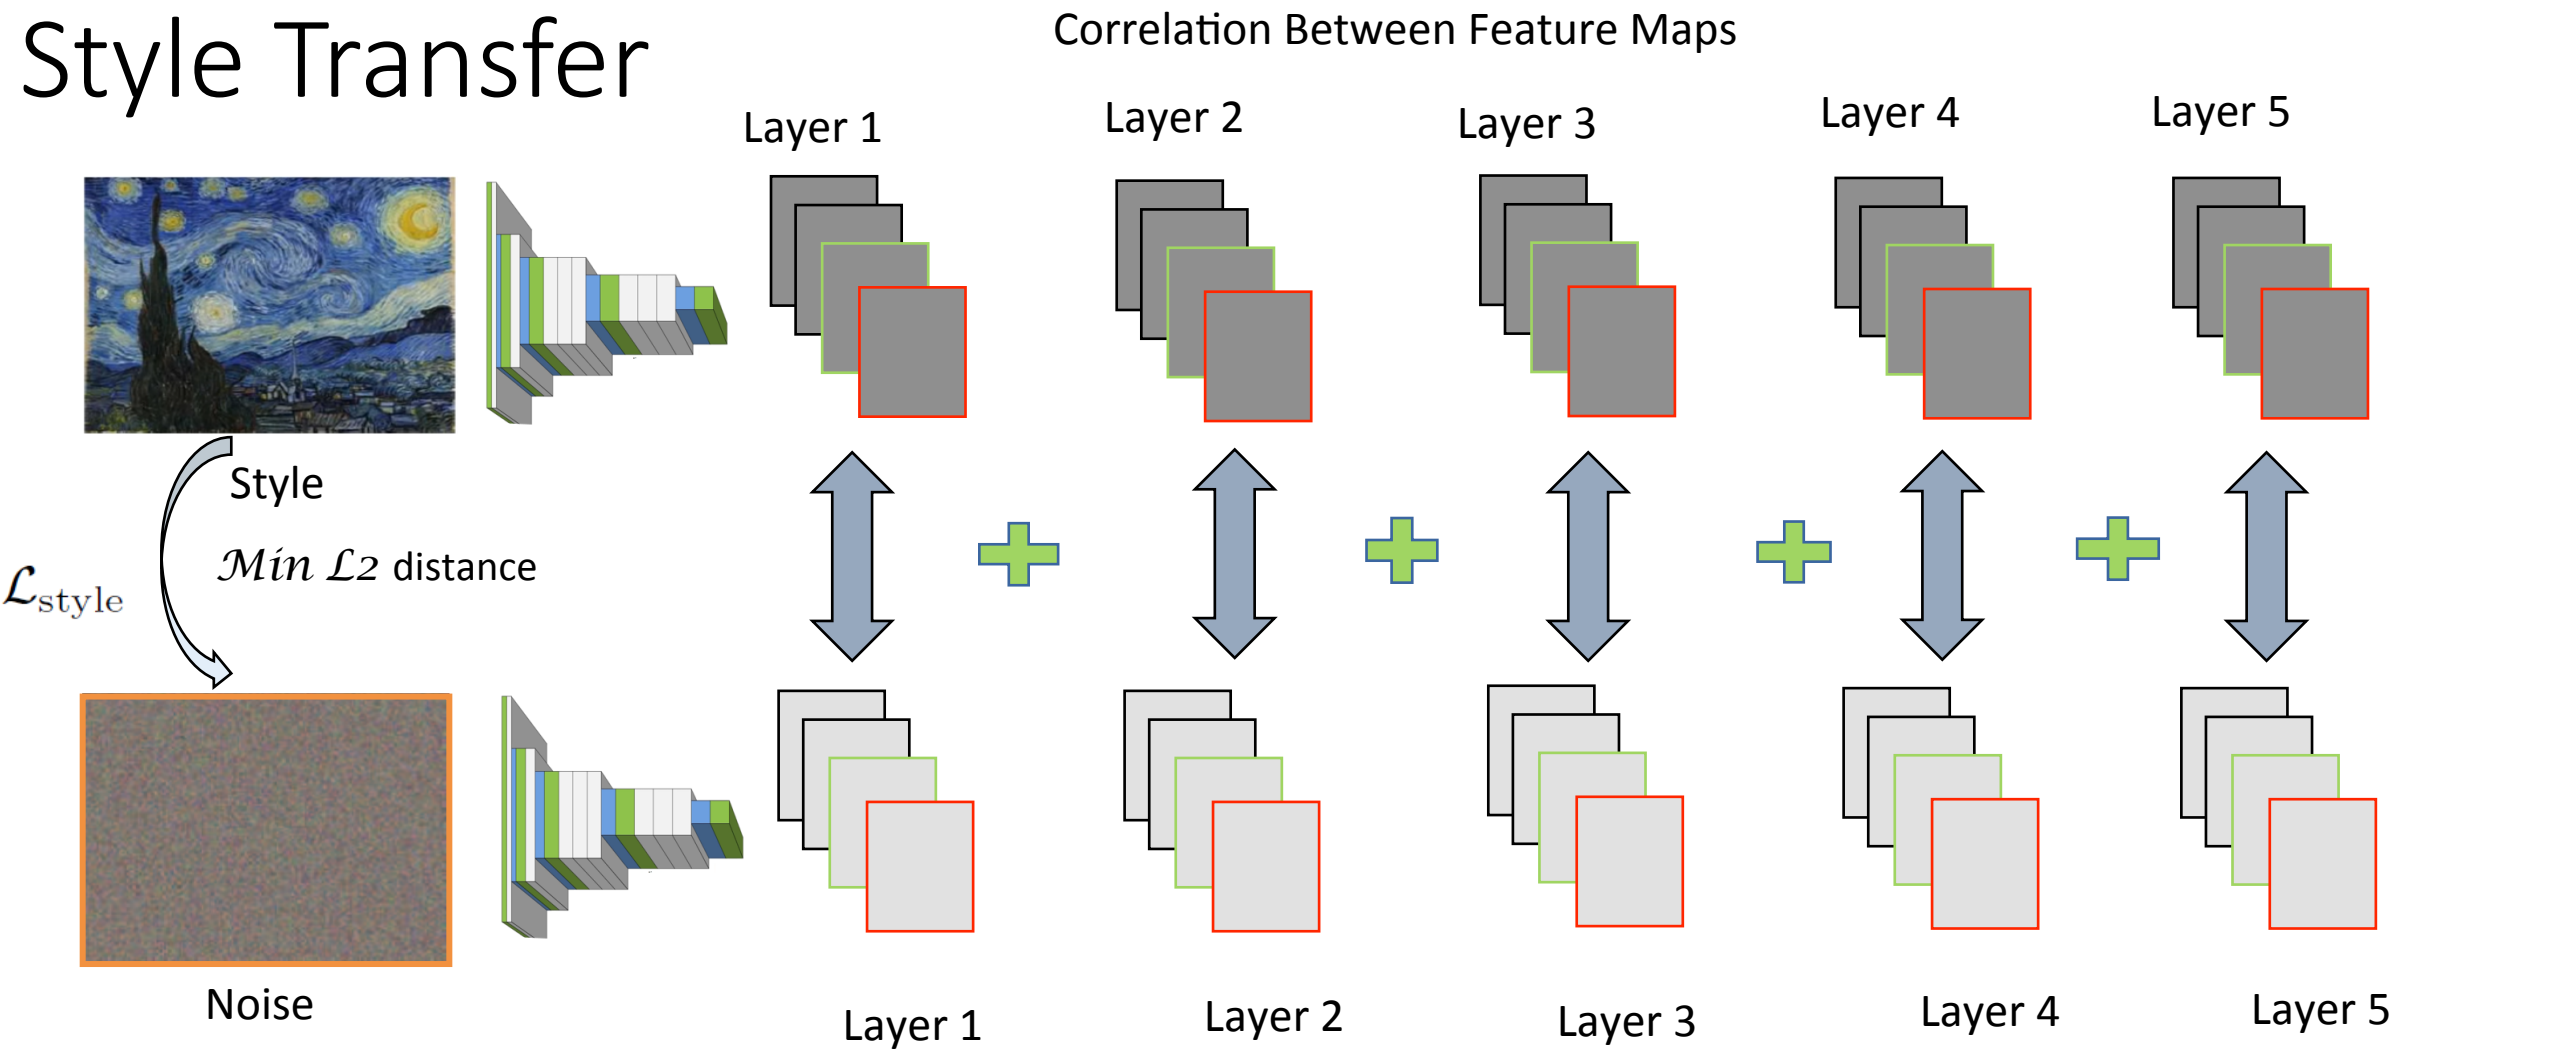 Style Transfer
Correlation Between Feature Maps
Layer 1
Layer 2
Layer 3
Layer 4
Layer 5
Style
Min L2 distance
ℒstyle
Noise
Layer 1
Layer 2
Layer 3
Layer 4
Layer 5